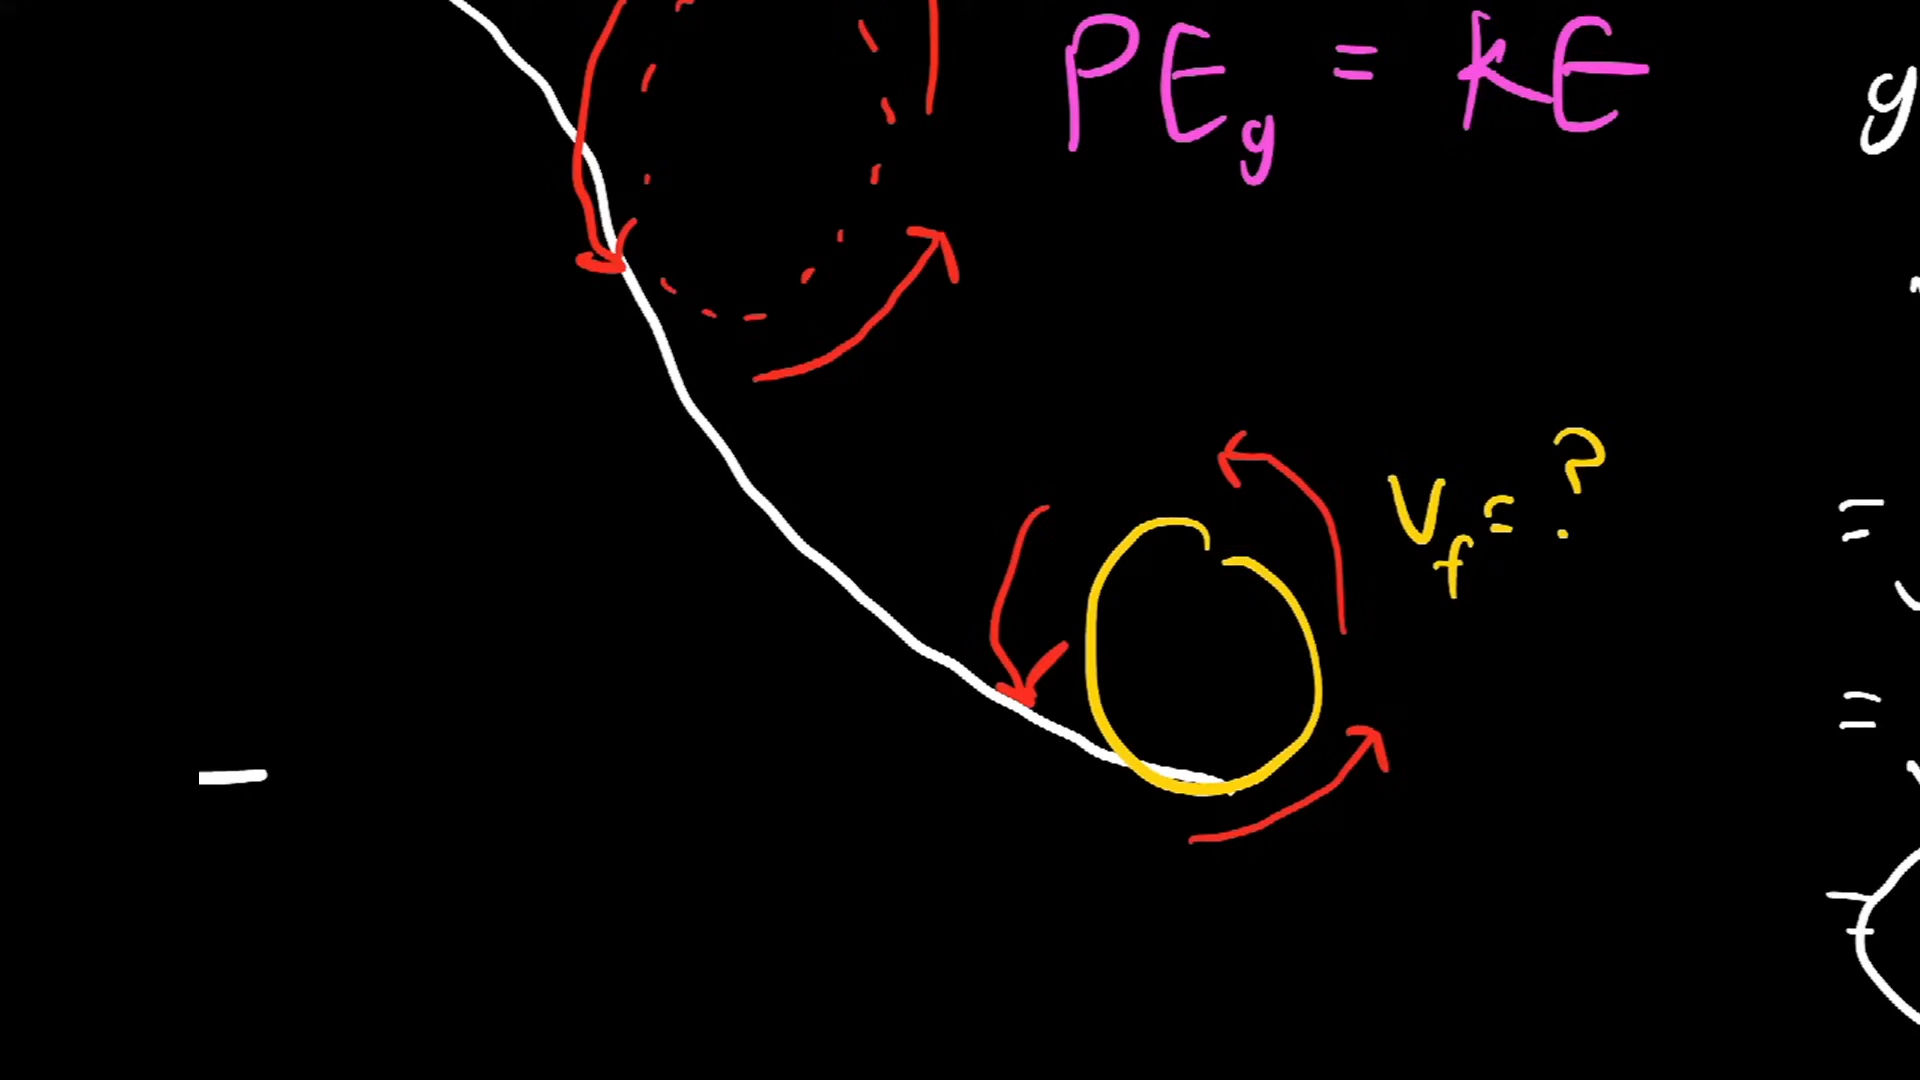 PEg = KE
g
Vf = ?
=
=